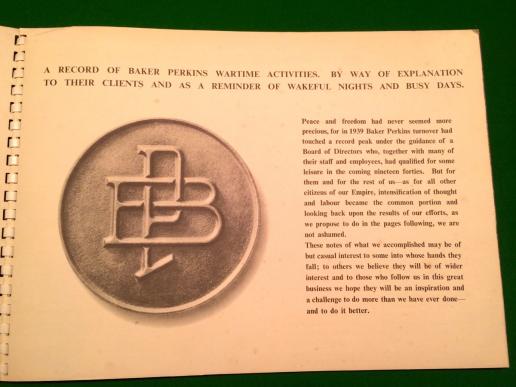 A RECORD OF BAKER PERKINS WARTIME ACTIVITIES. BY WAY OF EXPLANATION
TO THEIR CLIENTS AND AS A REMINDER OF WAKEFUL NIGHTS AND BUSY DAYS.
Peace and freedom had never seemed more
precious, for in 1939 Baker Perkins turnover had
touched a record peak under the guidance of a
Board of Directors who, together with many of
their staff and employees, had qualified for some
leisure in the coming nineteen forties. But for
them and for the rest of us—as for all other
citizens of our Empire, intensification of thought
and labour became the common portion and
looking back upon the results of our efforts, as
we propose to do in the pages following, we are
not ashamed.
These notes of what we accomplished may be of
but casual interest to some into whose hands they
fall; to others we believe they will be of wider
interest and to those who follow us in this great
business we hope they will be an inspiration and
a challenge to do more than we have ever done—
and to do it better.